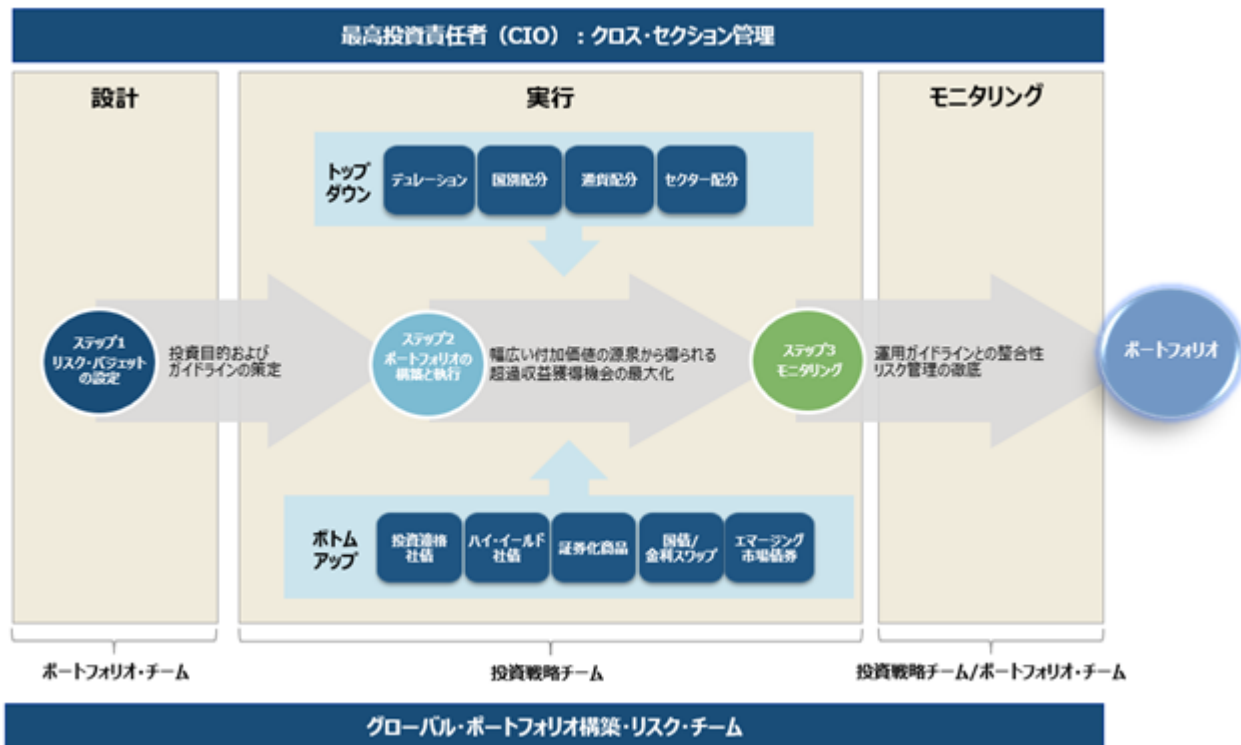 最高投資責任者（CIO）：クロス・セクション管理
設計
実行
モニタリング
トップ
ダウン
デュレーション
国別配分
通貨配分
セクター配分
ステップ1
リスク・バジェット
の設定
投資目的および
ガイドラインの策定
ステップ2
ポートフォリオの
構築と執行
幅広い付加価値の源泉から得られる
超過収益獲得機会の最大化
ステップ3
モニタリング
運用ガイドラインとの整合性
リスク管理の徹底
ポートフォリオ
ボトム
アップ
投資適格
社債
ハイ・イールド
社債
証券化商品
国債/
金利スワップ
エマージング
市場債券
ポートフォリオ・チーム
投資戦略チーム
投資戦略チーム/ポートフォリオ・チーム
グローバル・ポートフォリオ構築・リスク・チーム